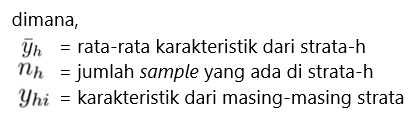 dimana,
ȳₕ = rata-rata karakteristik dari strata-h
nₕ = jumlah sample yang ada di strata-h
yₕᵢ = karakteristik dari masing-masing strata